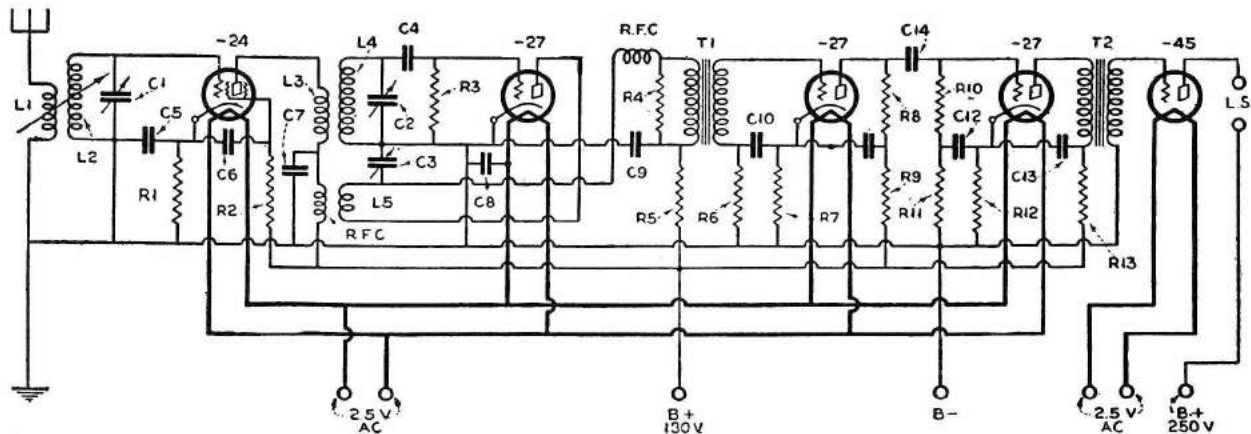 -24
C4
L4
-27
R.F.C
T1
-27
C14
-27
T2
-45
L1
C1
L3
R3
C2
R4
R8
R10
L.S.
L2
C5
C6
C7
C3
C9
C10
C12
C13
R1
R2
L5
C8
R5
R6
R7
R9
R11
R12
R13
R.F.C
2.5 V
AC
B+
130V.
B-
2.5 V
AC
B+
250V